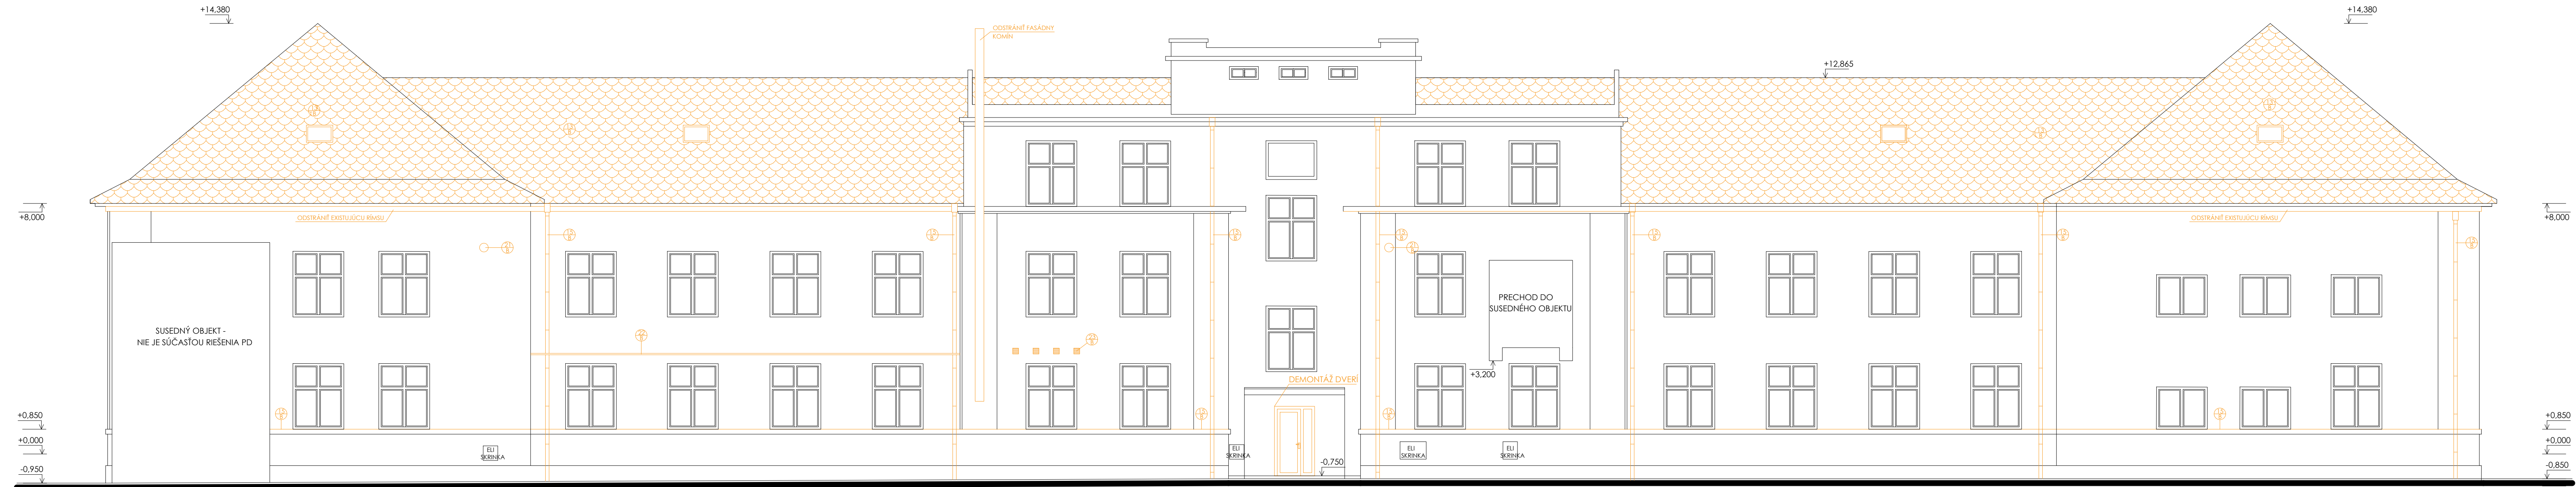 +14,380
ODSTRÁNIŤ FASÁDNY
KOMÍN
+14,380
+12,865
+8,000
ODSTRÁNIŤ EXISTUJÚCU RÍMSU
ODSTRÁNIŤ EXISTUJÚCU RÍMSU
+8,000
SUSEDNÝ OBJEKT -
NIE JE SÚČASŤOU RIEŠENIA PD
PRECHOD DO
SUSEDNÉHO OBJEKTU
+3,200
DEMONTÁŽ DVERÍ
+0,850
+0,000
-0,950
ELI
SKRINKA
ELI
SKRINKA
-0,750
ELI
SKRINKA
ELI
SKRINKA
+0,850
+0,000
-0,850